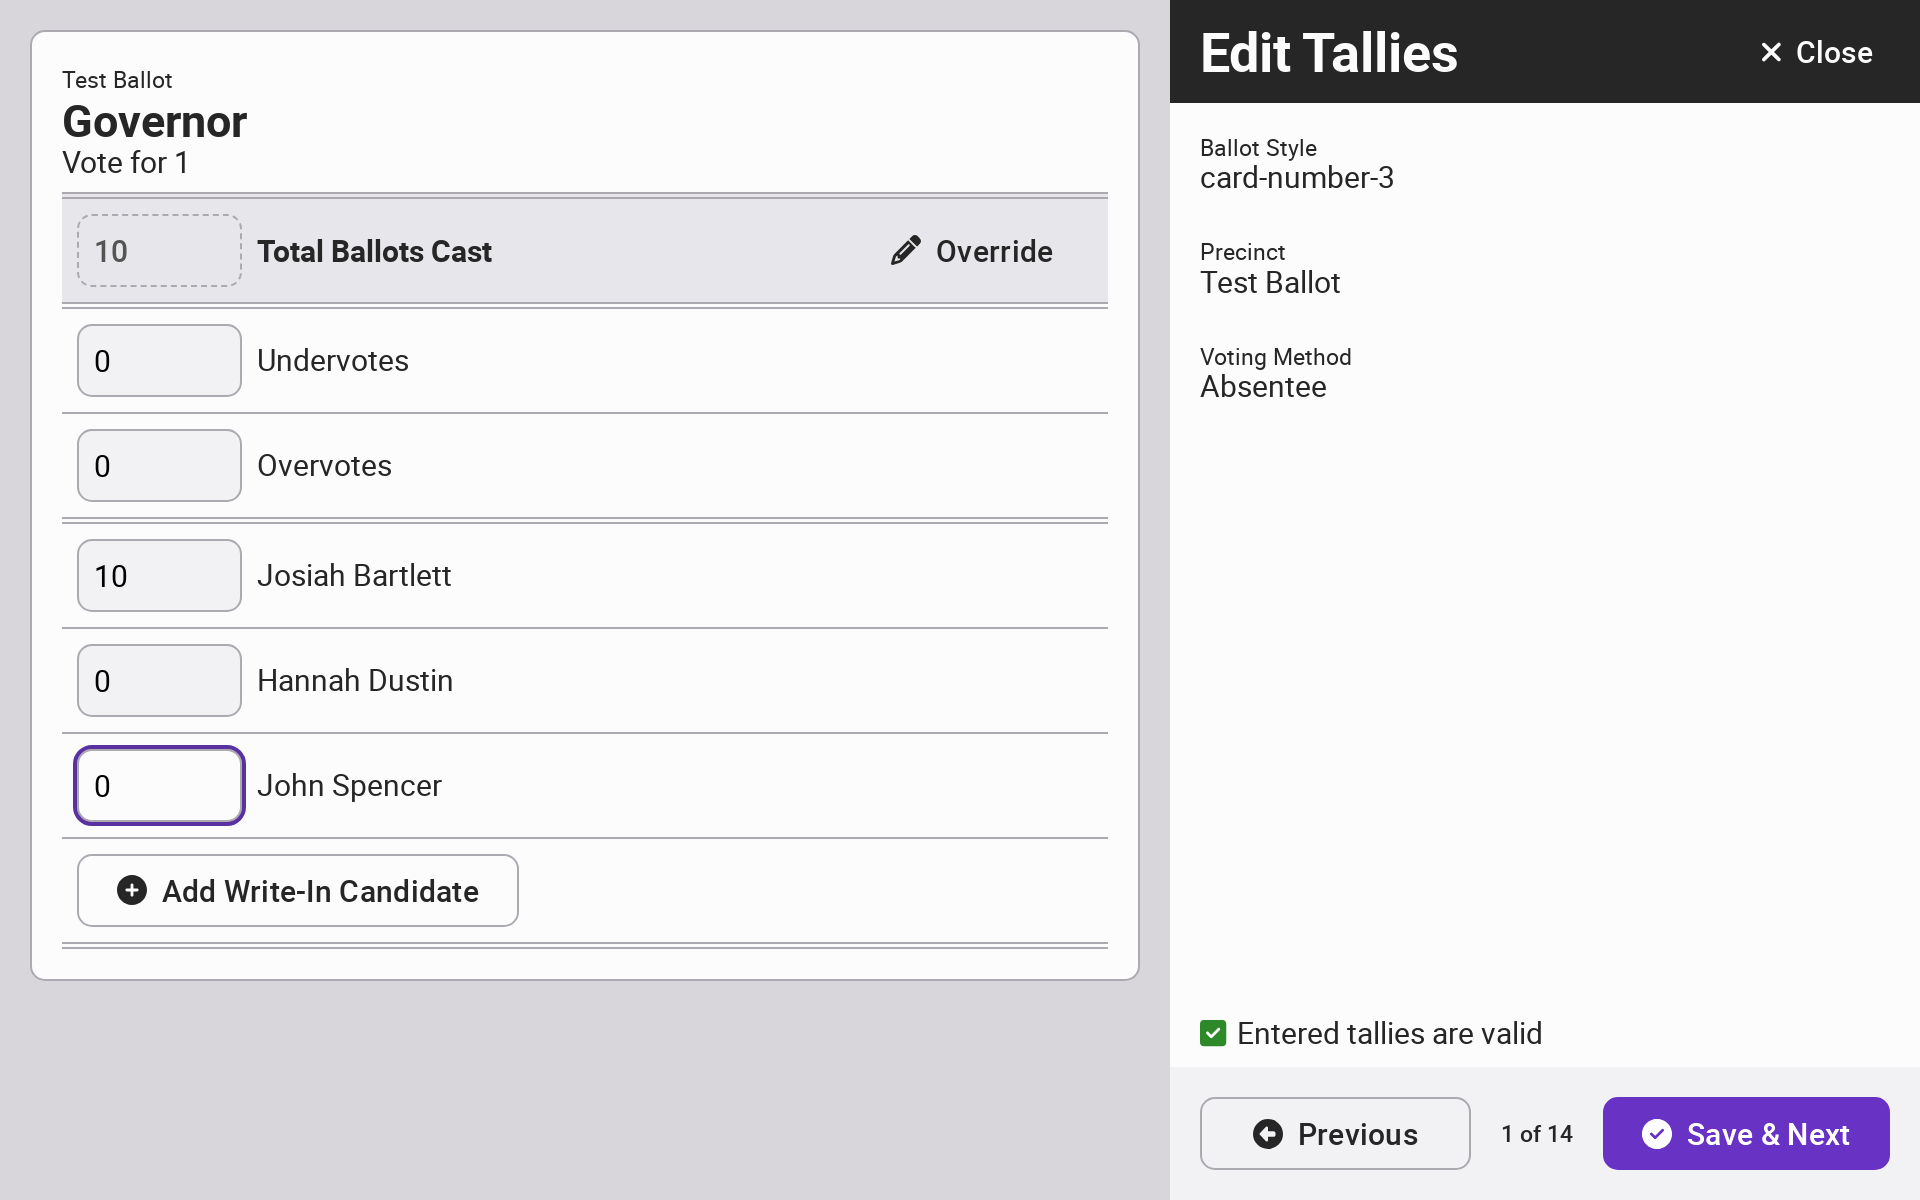 Test Ballot
Governor
Vote for 1
10 Total Ballots Cast Override
0 Undervotes
0 Overvotes
10 Josiah Bartlett
0 Hannah Dustin
0 John Spencer
Add Write-In Candidate
Edit Tallies
Close
Ballot Style
card-number-3
Precinct
Test Ballot
Voting Method
Absentee
Entered tallies are valid
Previous 1 of 14 Save & Next